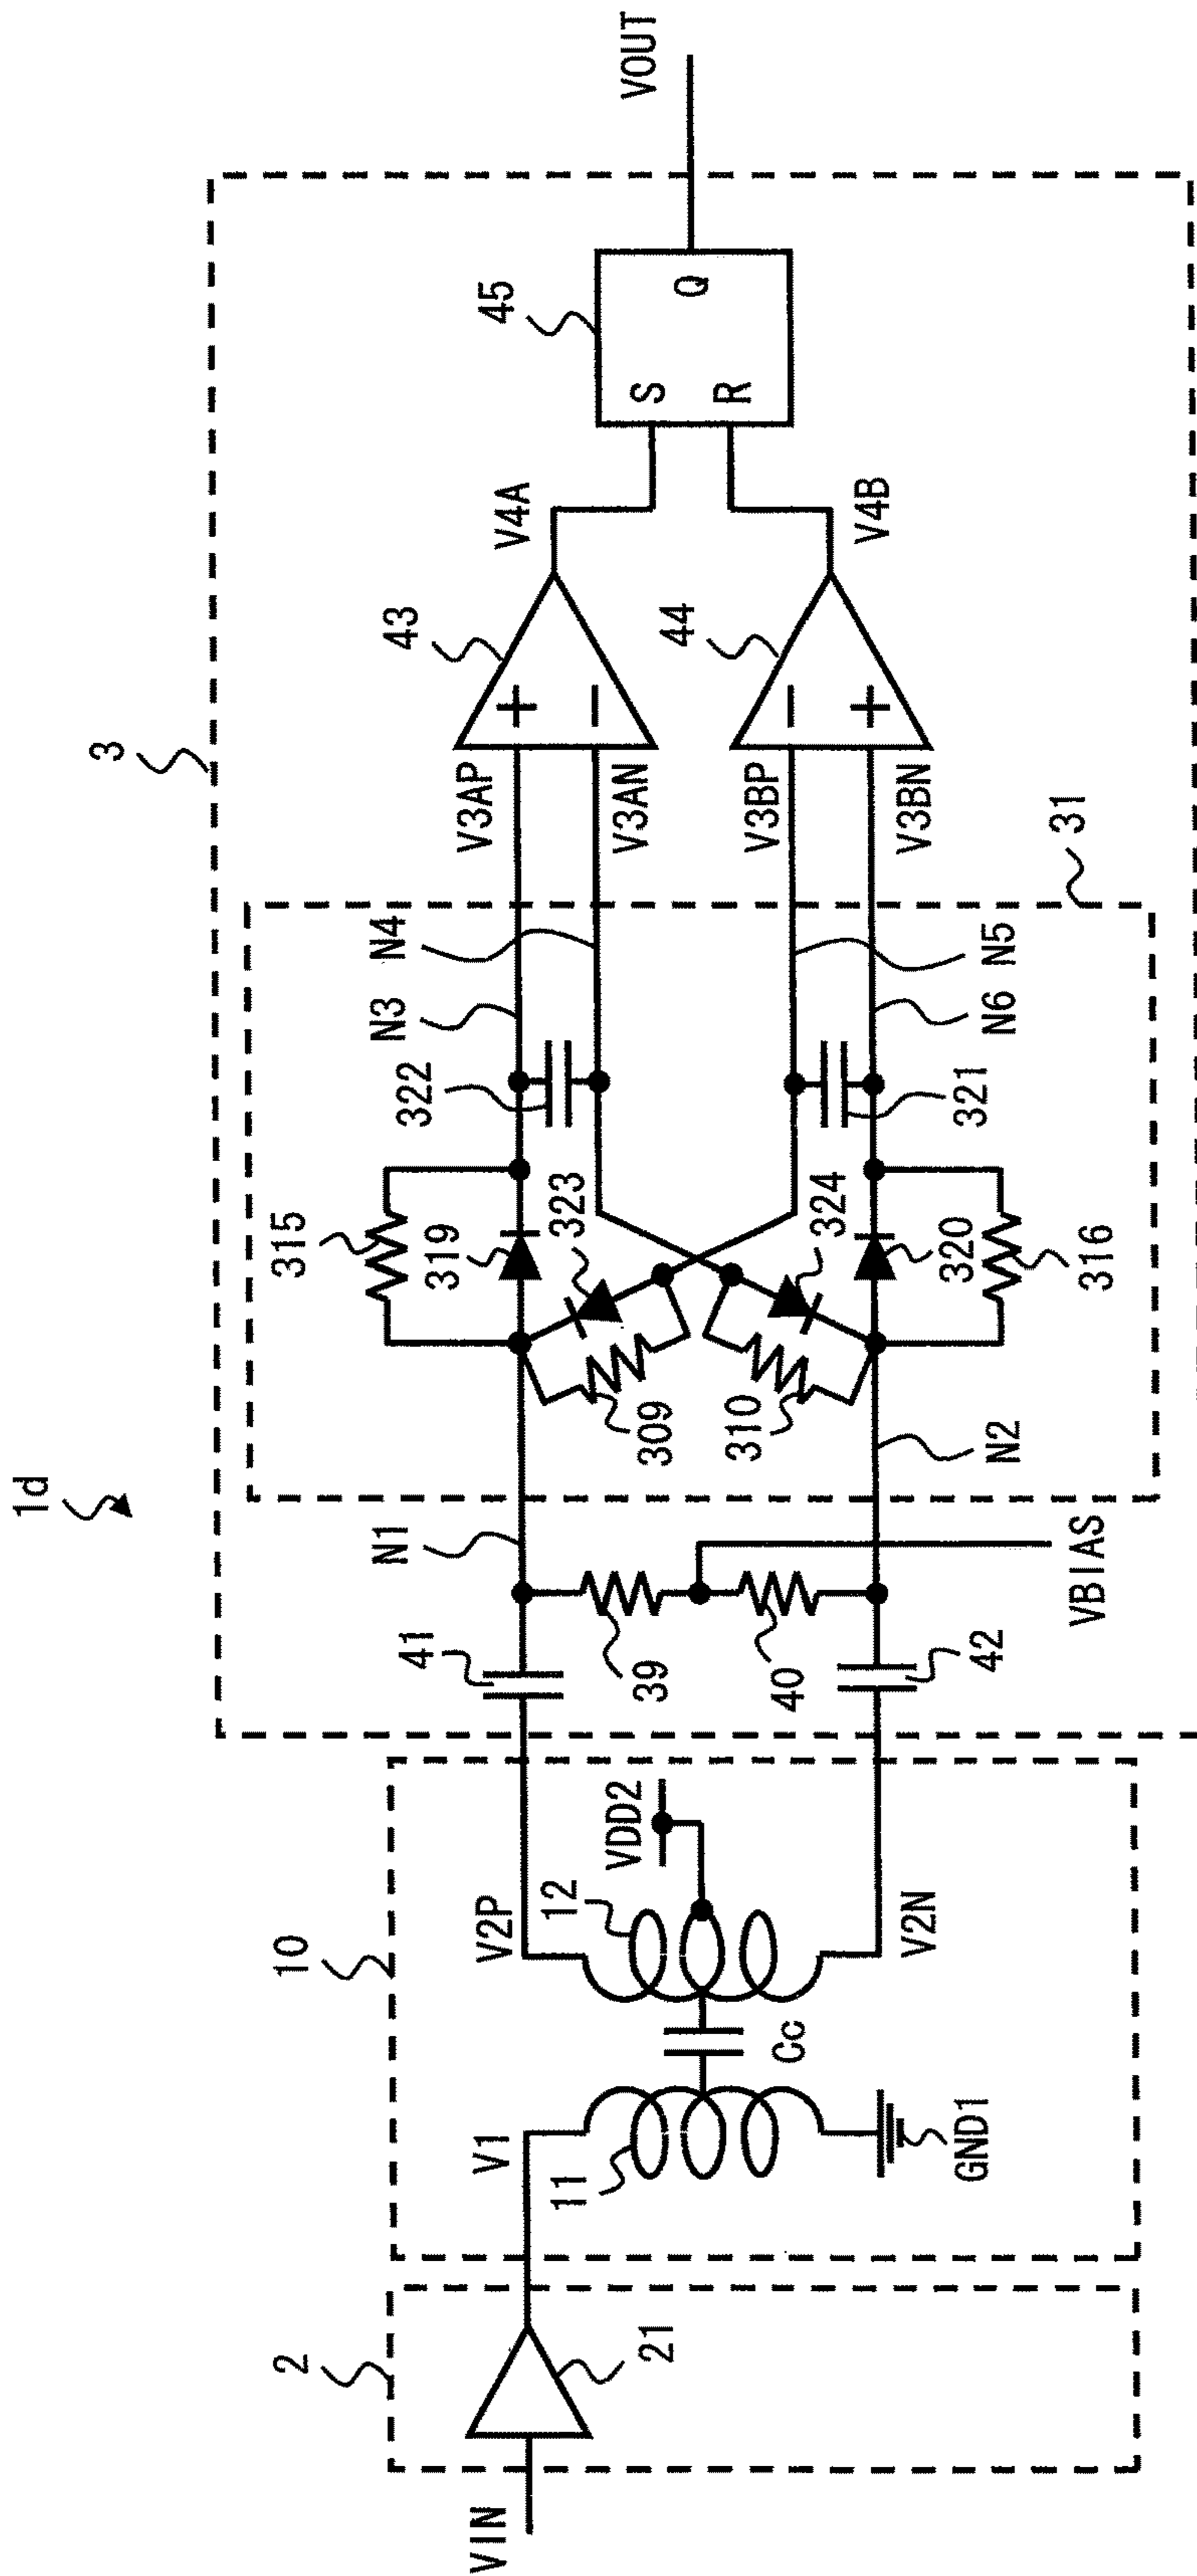 1d
2
10
3
VIN
21
V1
11
GND1
Cc
12
V2P
VDD2
V2N
41
42
39
40
VBIAS
N1
N2
309
310
315
319
323
324
320
316
322
321
N3
N4
N5
N6
31
V3AP
V3AN
V3BP
V3BN
43
44
+
−
−
+
V4A
V4B
45
S
R
Q
VOUT